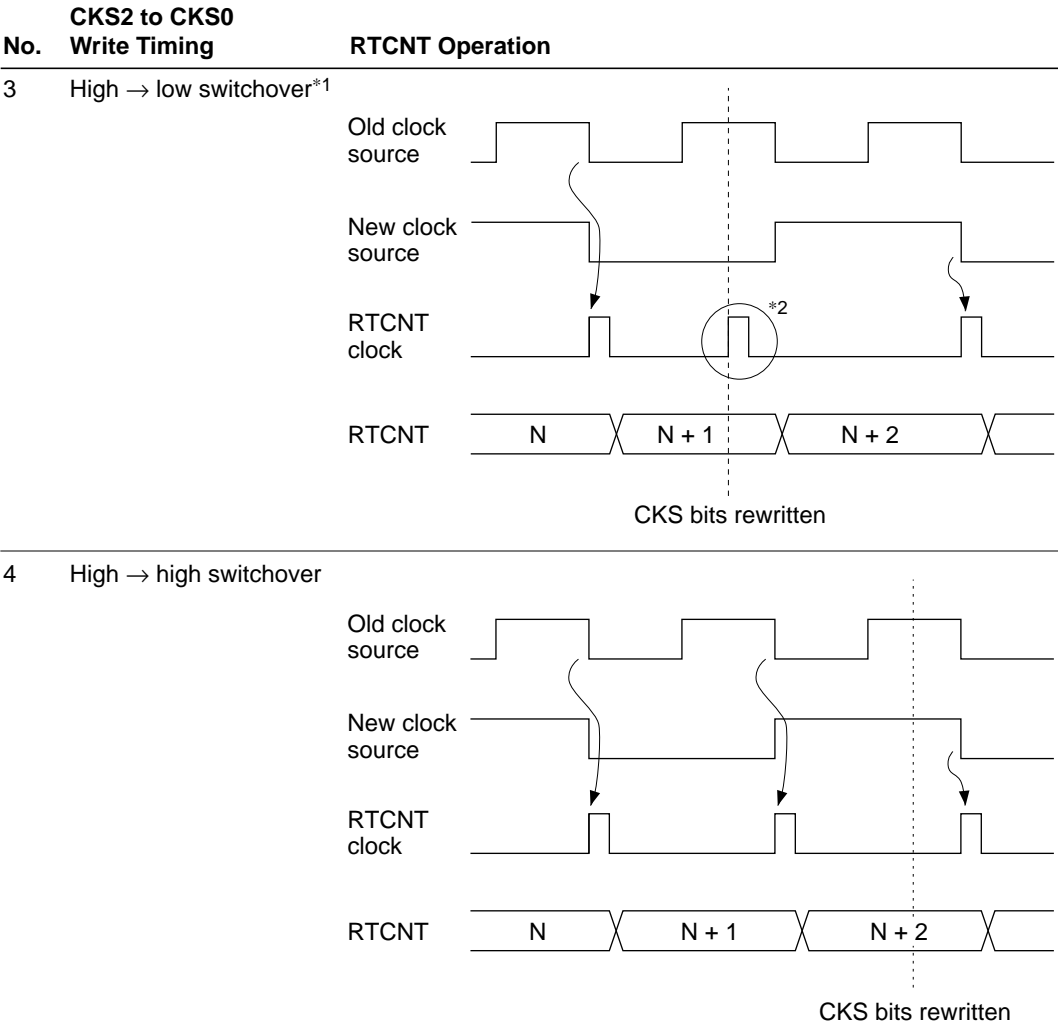 CKS2 to CKS0
No. Write Timing RTCNT Operation
3 High → low switchover*1
Old clock
source
New clock
source
*2
RTCNT
clock
RTCNT N N + 1 N + 2
CKS bits rewritten
4 High → high switchover
Old clock
source
New clock
source
RTCNT
clock
RTCNT N N + 1 N + 2
CKS bits rewritten